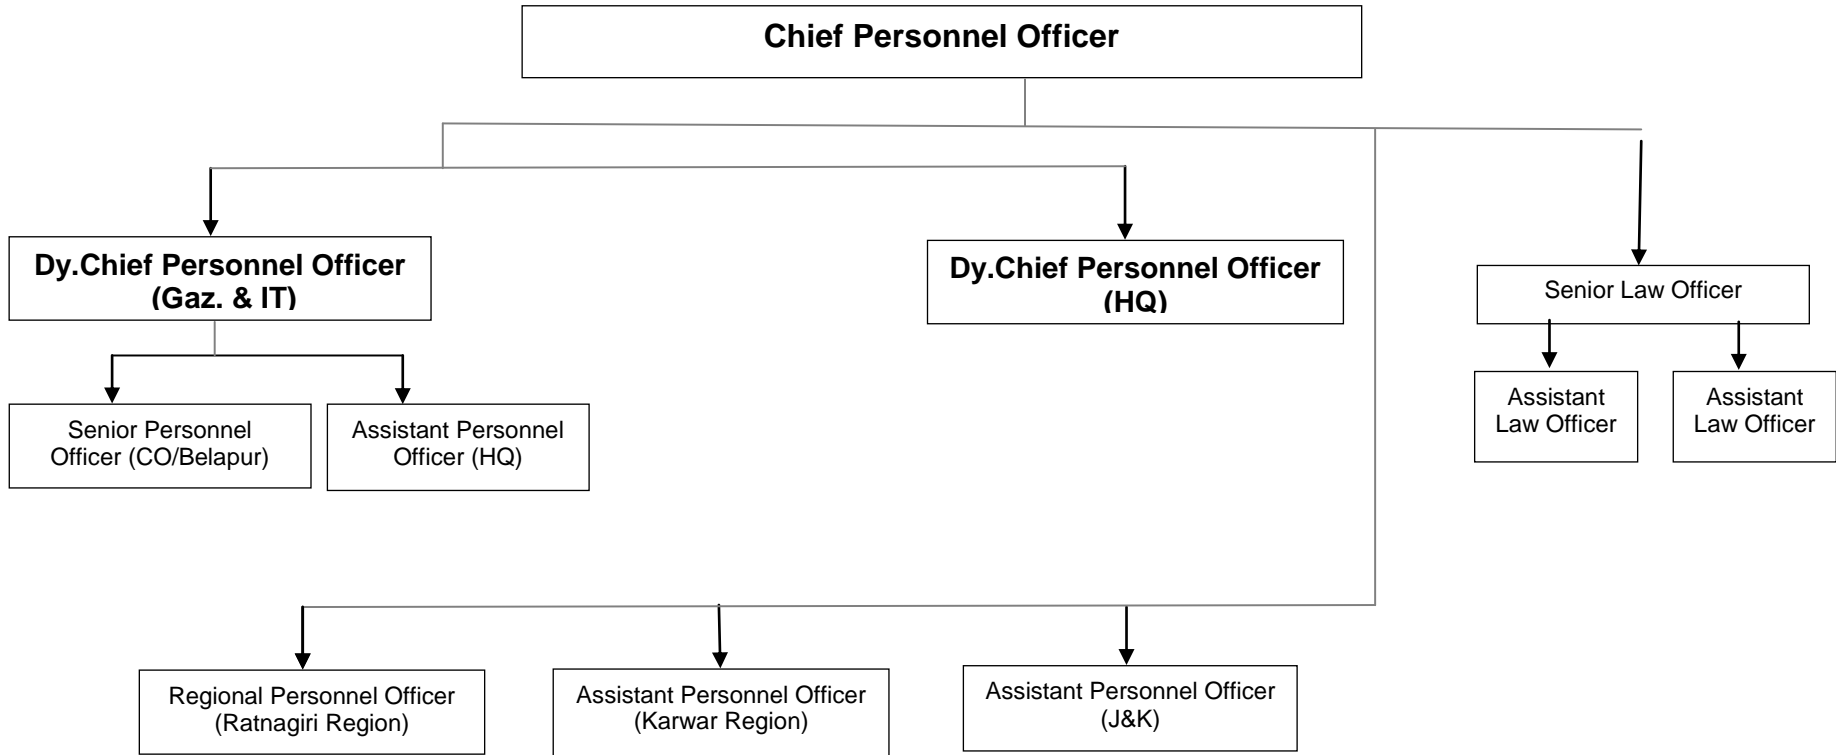 Chief Personnel Officer
Dy.Chief Personnel Officer
(Gaz. & IT)
Dy.Chief Personnel Officer
(HQ)
Senior Law Officer
Senior Personnel
Officer (CO/Belapur)
Assistant Personnel
Officer (HQ)
Assistant
Law Officer
Assistant
Law Officer
Regional Personnel Officer
(Ratnagiri Region)
Assistant Personnel Officer
(Karwar Region)
Assistant Personnel Officer
(J&K)